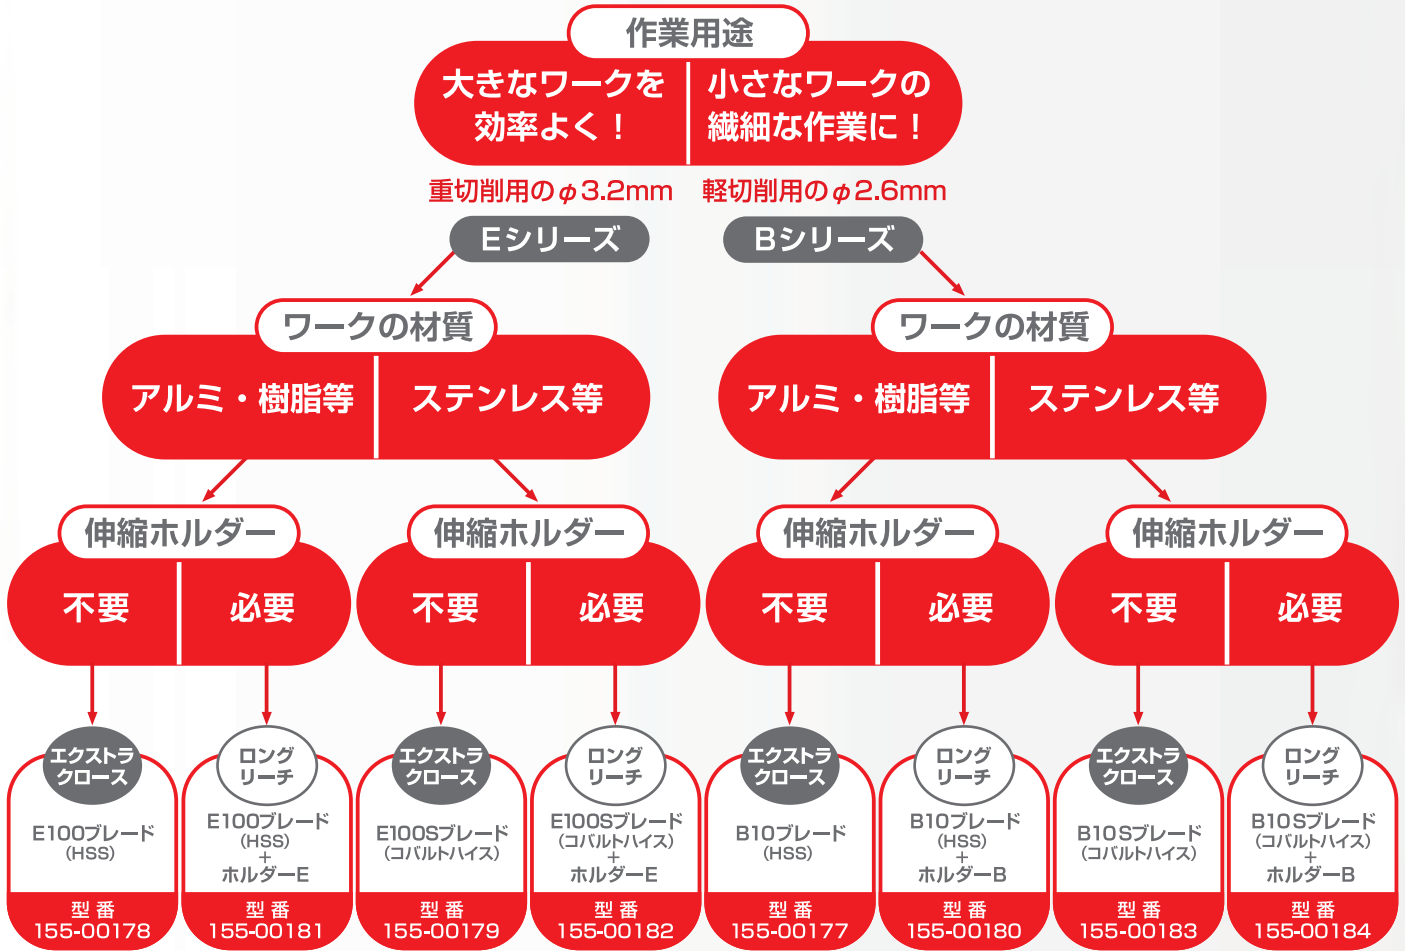 作業用途
大きなワークを
効率よく！
小さなワークの
繊細な作業に！
重切削用のφ3.2mm
軽切削用のφ2.6mm
Eシリーズ
Bシリーズ
ワークの材質
アルミ・樹脂等
ステンレス等
ワークの材質
アルミ・樹脂等
ステンレス等
伸縮ホルダー
不要
必要
伸縮ホルダー
不要
必要
伸縮ホルダー
不要
必要
伸縮ホルダー
不要
必要
エクストラ
クロース
E100ブレード
(HSS)
型番
155-00178
ロング
リーチ
E100ブレード
(HSS)
+
ホルダーE
型番
155-00181
エクストラ
クロース
E100Sブレード
(コバルトハイス)
型番
155-00179
ロング
リーチ
E100Sブレード
(コバルトハイス)
+
ホルダーE
型番
155-00182
エクストラ
クロース
B10ブレード
(HSS)
型番
155-00177
ロング
リーチ
B10ブレード
(HSS)
+
ホルダーB
型番
155-00180
エクストラ
クロース
B10Sブレード
(コバルトハイス)
型番
155-00183
ロング
リーチ
B10Sブレード
(コバルトハイス)
+
ホルダーB
型番
155-00184